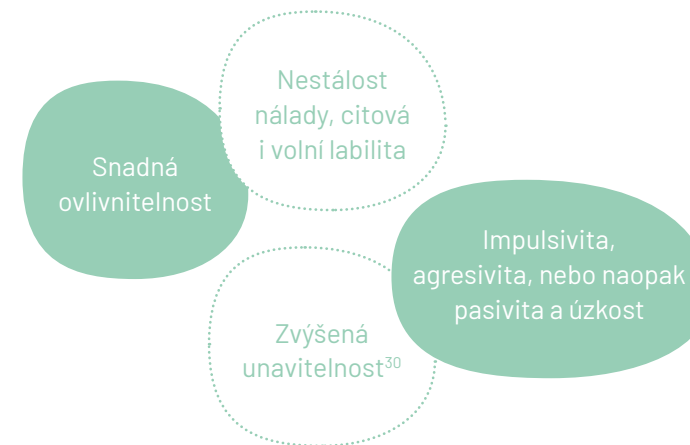 Nestálost
nálady, citová
i volní labilita
Snadná
ovlivnitelnost
Impulsivita,
agresivita, nebo naopak
pasivita a úzkost
Zvýšená
unavitelnost³⁰